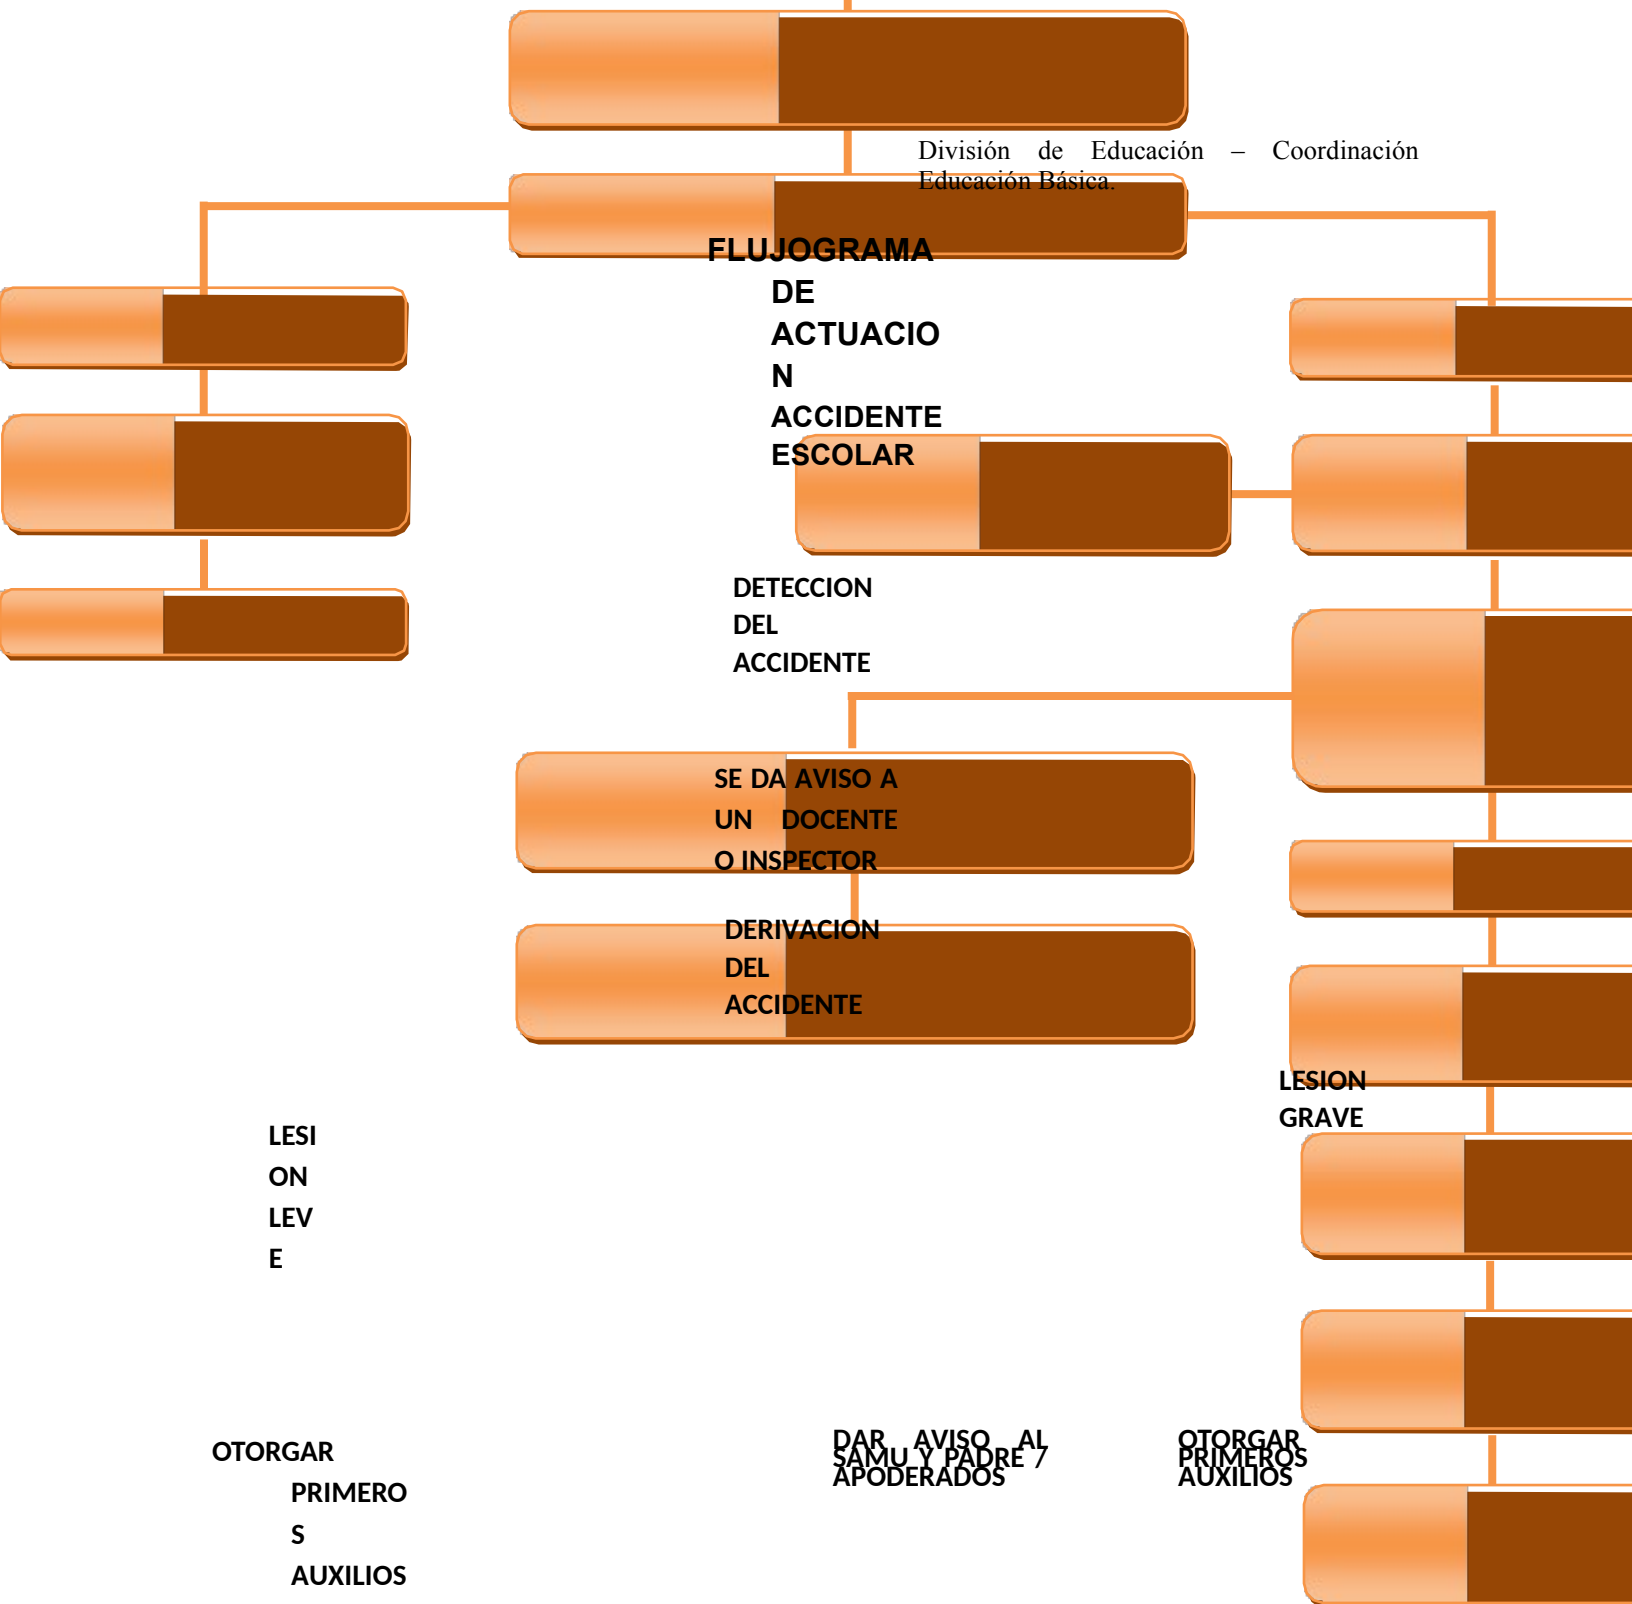 División de Educación – Coordinación
Educación Básica.
FLUJOGRAMA
DE
ACTUACIO
N
ACCIDENTE
ESCOLAR
DETECCION
DEL
ACCIDENTE
SE DA AVISO A
UN DOCENTE
O INSPECTOR
DERIVACION
DEL
ACCIDENTE
LESION
GRAVE
LESI
ON
LEV
E
DAR AVISO AL
SAMU Y PADRE /
APODERADOS
OTORGAR
PRIMEROS
AUXILIOS
OTORGAR
PRIMERO
S
AUXILIOS